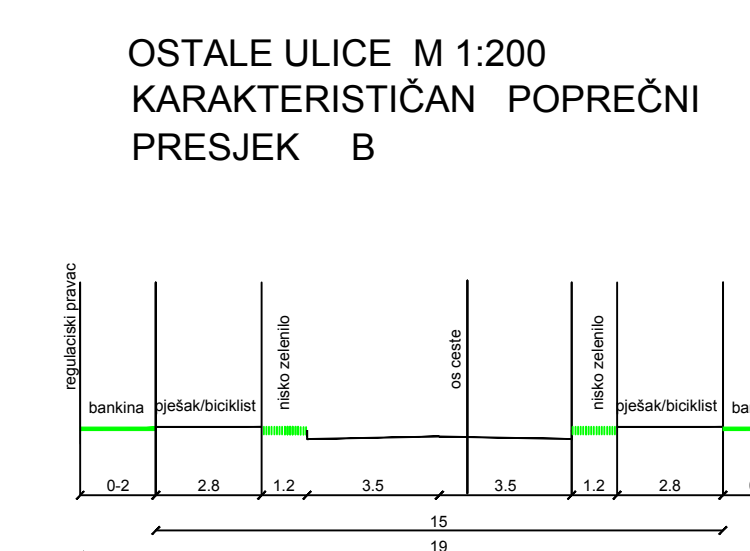 OSTALE ULICE M 1:200
KARAKTERISTIČAN POPREČNI
PRESJEK B
regulaciski pravac
bankina
pješak/biciklist
nisko zelenilo
os ceste
nisko zelenilo
pješak/biciklist
0-2 2.8 1.2 3.5 3.5 1.2 2.8
15
19